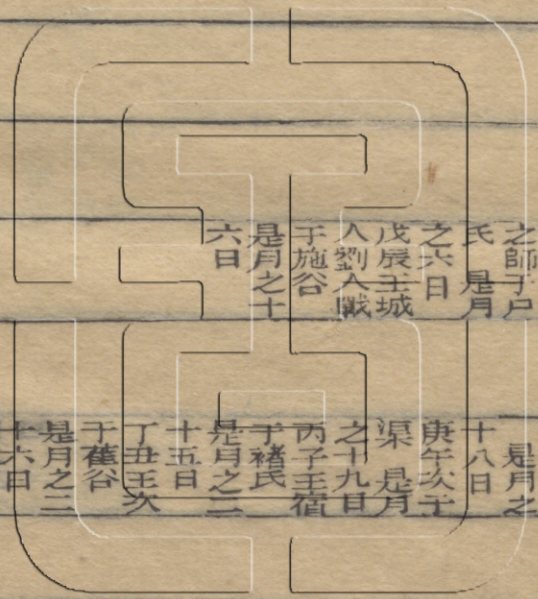 之師于尸
氏 是月
之六日
戊辰王城
人劉人戰
于施谷
是月之十
六日
是月之
十八日
庚午次于
渠 是月
之十九日
丙子王宿
于褚氏
是月之二
十五日
丁丑王次
于萑谷
是月之二
十六日